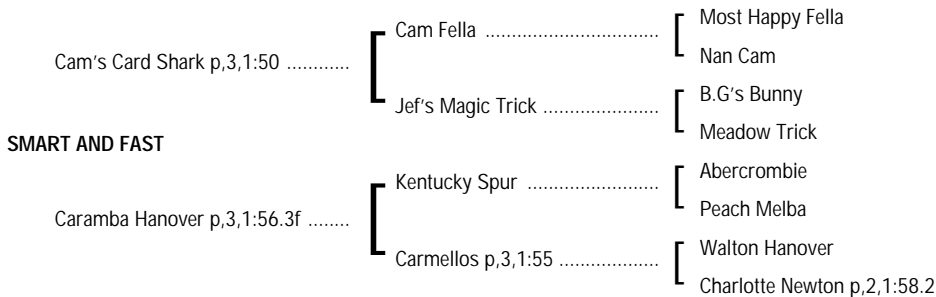 Most Happy Fella
Cam Fella ..................................
Nan Cam
Cam's Card Shark p,3,1:50 ............
B.G's Bunny
Jef's Magic Trick ......................
Meadow Trick
SMART AND FAST
Abercrombie
Kentucky Spur .........................
Peach Melba
Caramba Hanover p,3,1:56.3f ........
Walton Hanover
Carmellos p,3,1:55 ...................
Charlotte Newton p,2,1:58.2